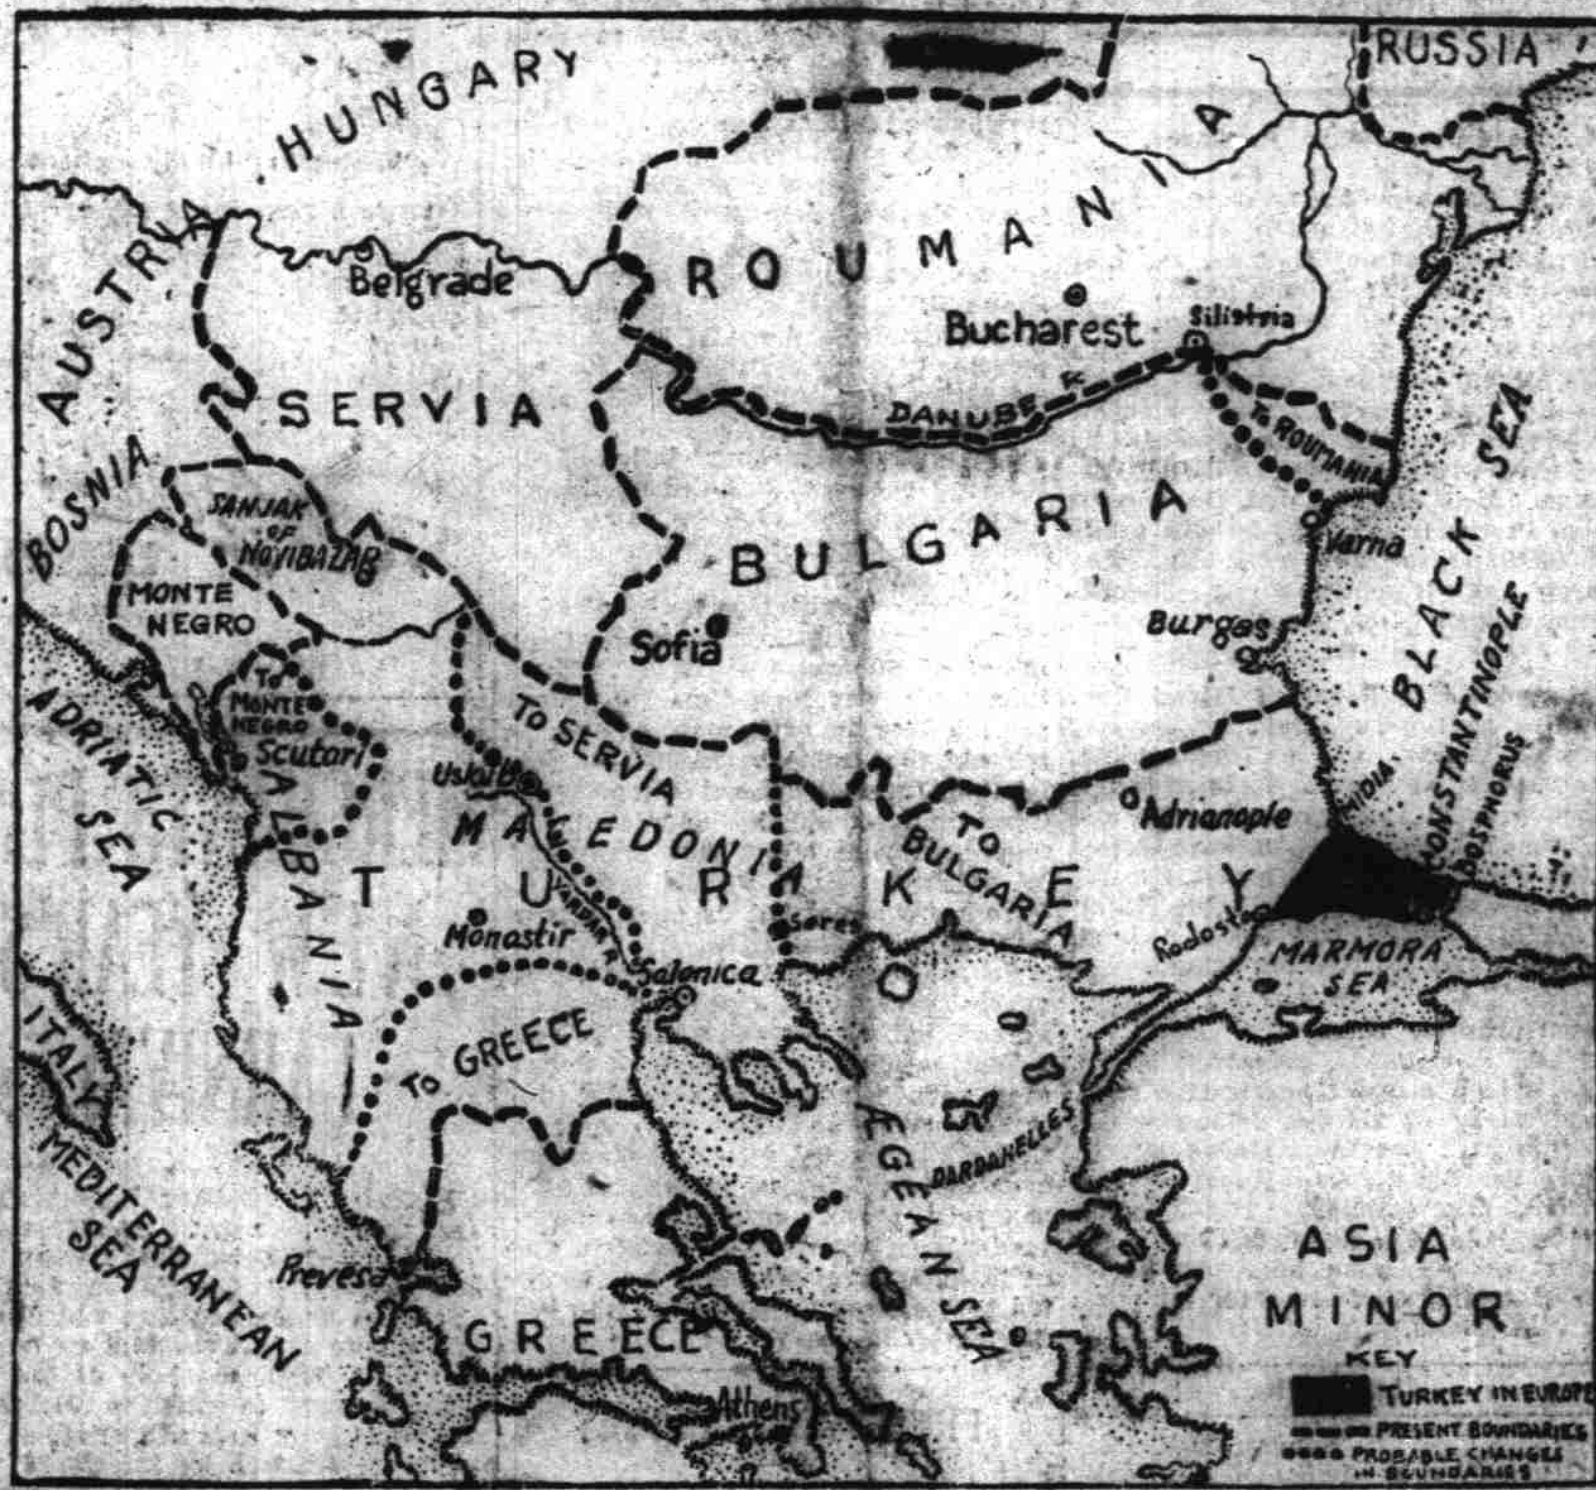 HUNGARY
RUSSIA
AUSTRIA
ROUMANIA
Belgrade
Bucharest
Silistria
SERVIA
DANUBE R
TO ROUMANIA
BLACK SEA
BOSNIA
SANJAK
OF
NOVIBAZAR
BULGARIA
Varna
MONTE
NEGRO
Sofia
Burgas
CONSTANTINOPLE
BOSPHORUS
TO
MONTE
NEGRO
Scutari
TO SERVIA
ADRIATIC
SEA
Uskub
MIDIA
Adrianople
MACEDONIA
TO
BULGARIA
ALBANIA
TURKEY
VARDAR R
Monastir
Seres
Rodosto
MARMORA
SEA
Salonica
ITALY
TO GREECE
ÆGEAN SEA
DARDANELLES
MEDITERRANEAN
SEA
Prevesa
ASIA
MINOR
GREECE
Athens
KEY
TURKEY IN EUROPE
PRESENT BOUNDARIES
PROBABLE CHANGES
IN BOUNDARIES